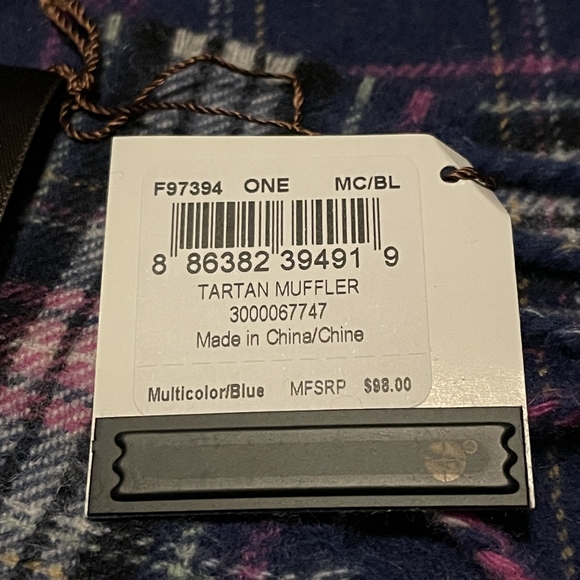 F97394 ONE MC/BL
8 86382 39491 9
TARTAN MUFFLER
3000067747
Made in China/Chine
Multicolor/Blue MFSRP $98.00